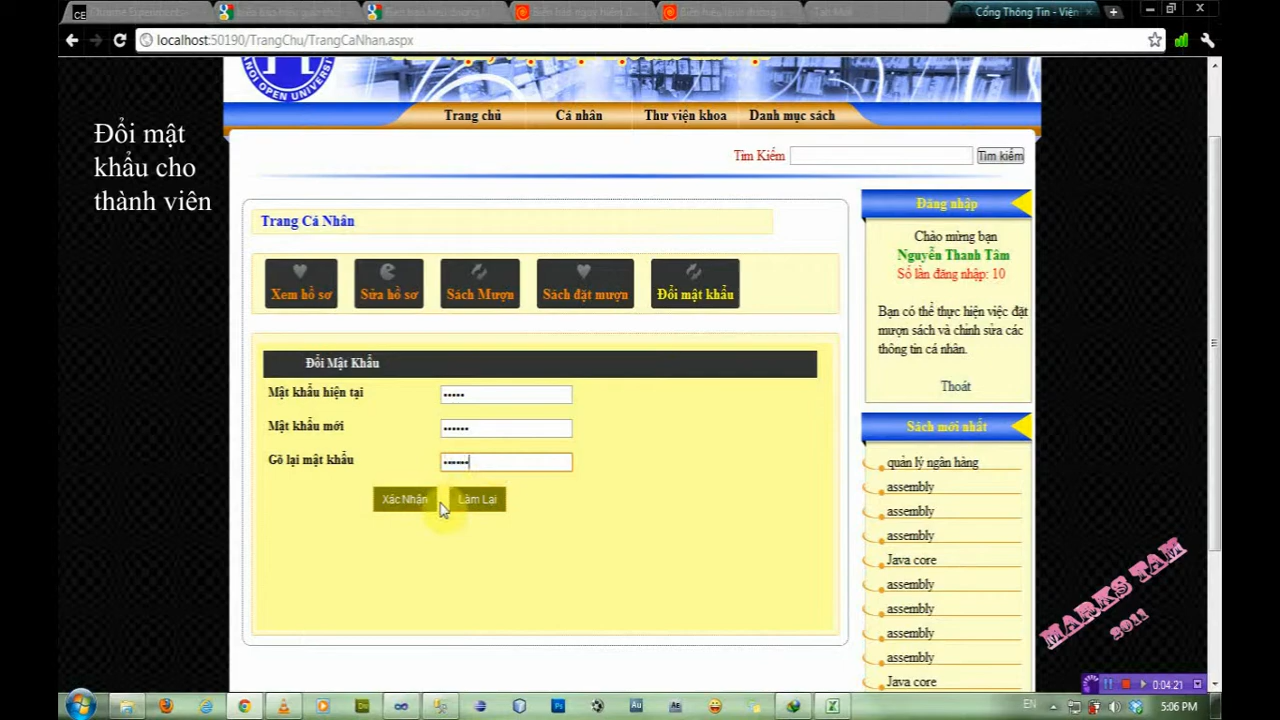 Cổng Thông Tin - Viện
localhost:50190/TrangChu/TrangCaNhan.aspx
Đổi mật
khẩu cho
thành viên
ANOI OPEN UNIVERSI
Trang chủ
Cá nhân
Thư viện khoa
Danh mục sách
Tìm Kiếm
Tìm kiếm
Trang Cá Nhân
Xem hồ sơ
Sửa hồ sơ
Sách Mượn
Sách đặt mượn
Đổi mật khẩu
Đổi Mật Khẩu
Mật khẩu hiện tại
Mật khẩu mới
Gõ lại mật khẩu
Xác Nhận
Làm Lại
Đăng nhập
Chào mừng bạn
Nguyễn Thanh Tâm
Số lần đăng nhập: 10
Bạn có thể thực hiện việc đặt
mượn sách và chỉnh sửa các
thông tin cá nhân.
Thoát
Sách mới nhất
quản lý ngân hàng
assembly
assembly
assembly
Java core
assembly
assembly
assembly
assembly
Java core
MARKS TAM
2011
0:04:21
EN
5:06 PM